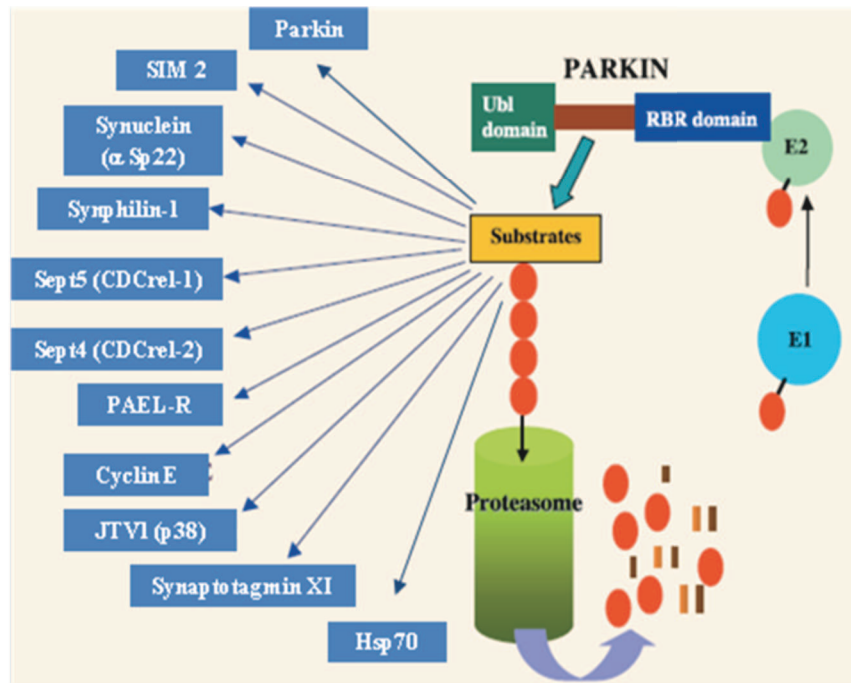 Parkin
SIM 2
Synuclein
(α Sp22)
Synphilin-1
Sept5 (CDCrel-1)
Sept4 (CDCrel-2)
PAEL-R
Cyclin E
JTV1 (p38)
Synaptotagmin XI
Hsp70
PARKIN
Ubl
domain
RBR domain
E2
Substrates
E1
Proteasome